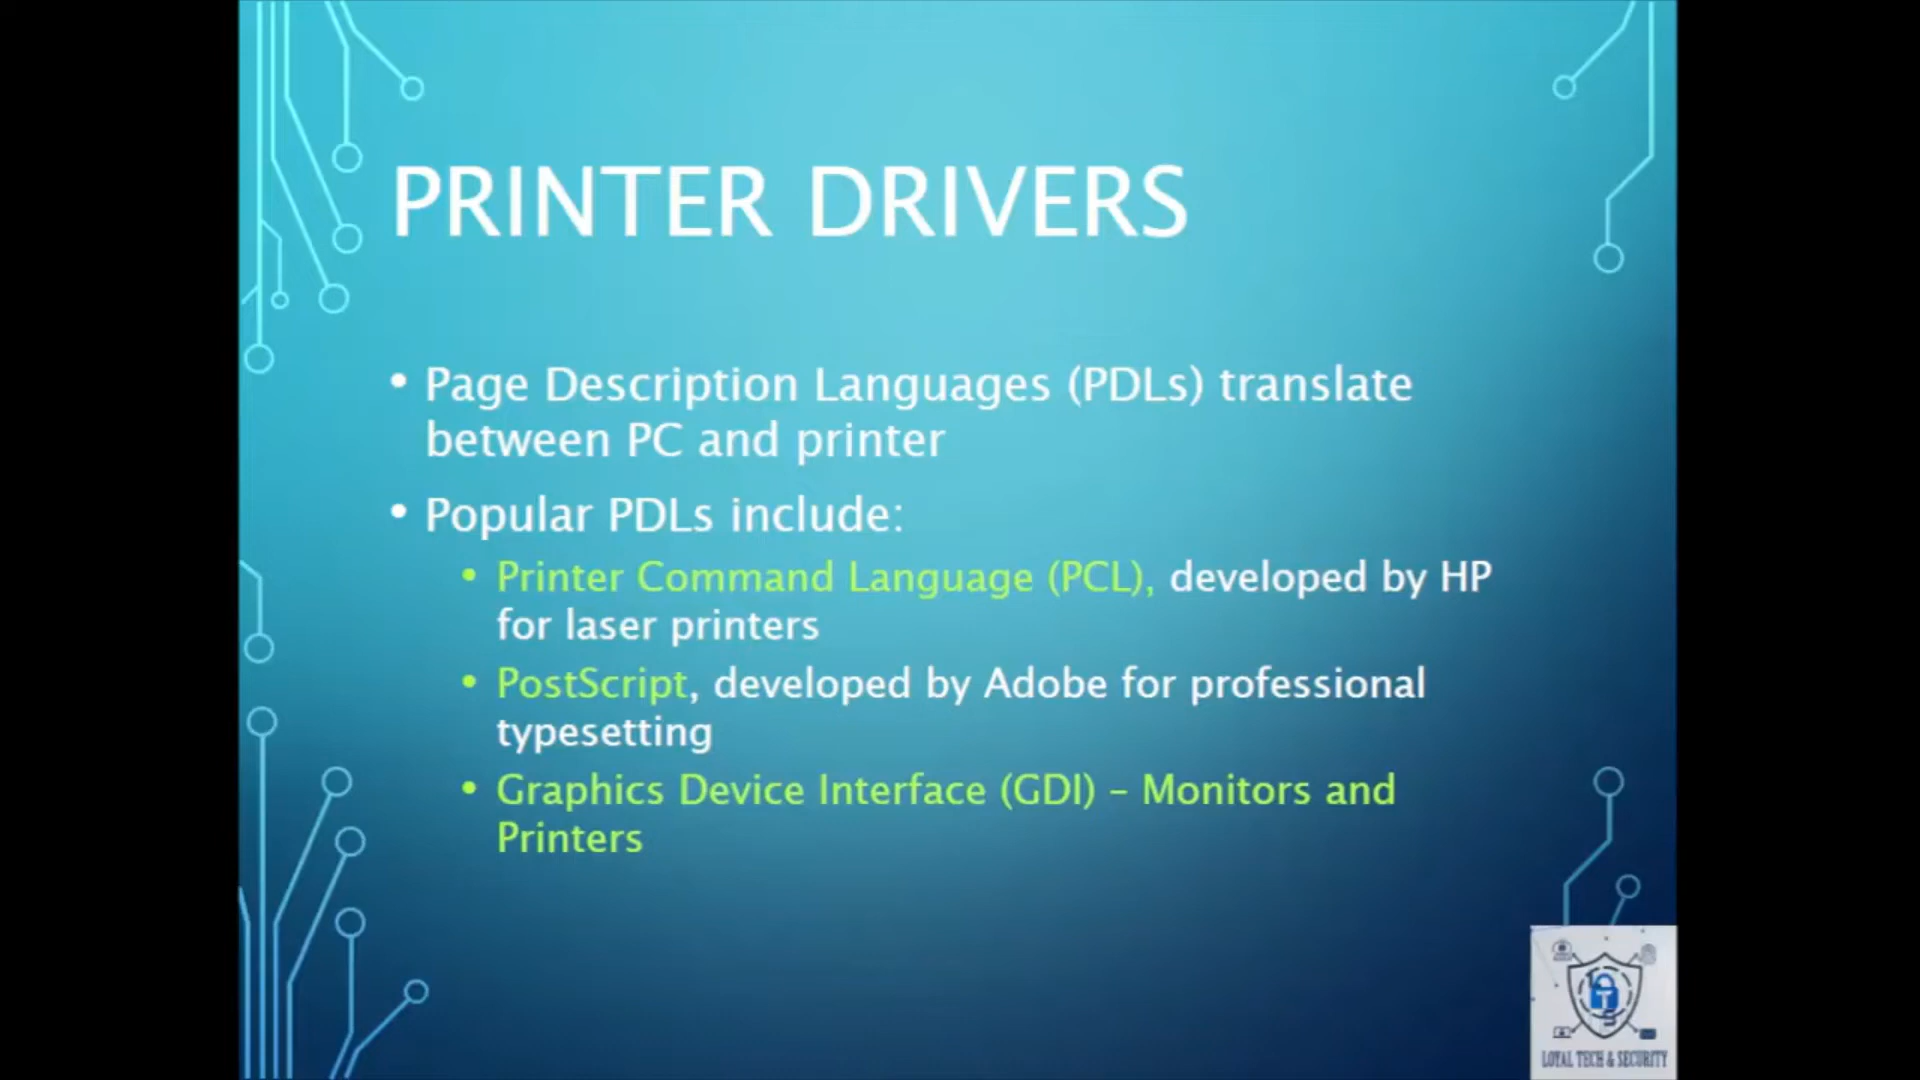 PRINTER DRIVERS
• Page Description Languages (PDLs) translate
between PC and printer
• Popular PDLs include:
• Printer Command Language (PCL), developed by HP
for laser printers
• PostScript, developed by Adobe for professional
typesetting
• Graphics Device Interface (GDI) – Monitors and
Printers
LOYAL TECH & SECURITY